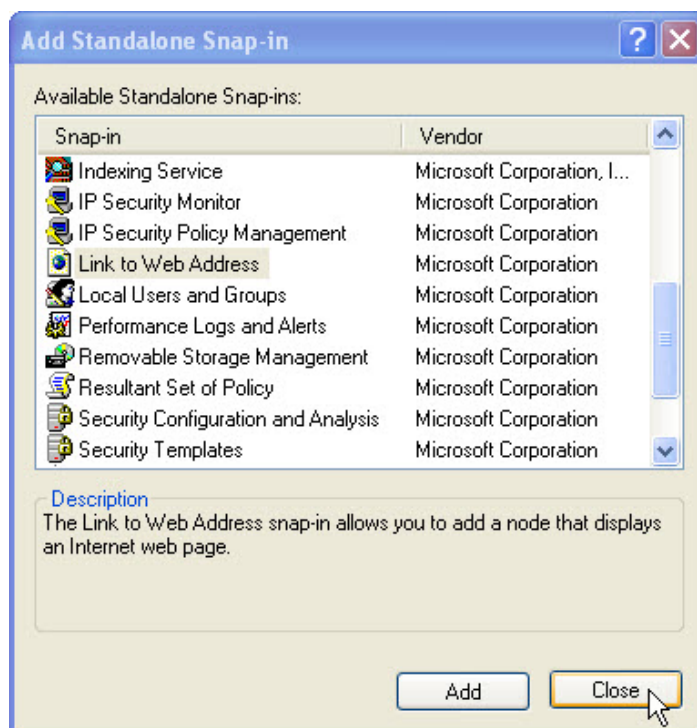 Add Standalone Snap-in
Available Standalone Snap-ins:
Snap-in Vendor
Indexing Service Microsoft Corporation, I...
IP Security Monitor Microsoft Corporation
IP Security Policy Management Microsoft Corporation
Link to Web Address Microsoft Corporation
Local Users and Groups Microsoft Corporation
Performance Logs and Alerts Microsoft Corporation
Removable Storage Management Microsoft Corporation
Resultant Set of Policy Microsoft Corporation
Security Configuration and Analysis Microsoft Corporation
Security Templates Microsoft Corporation
Description
The Link to Web Address snap-in allows you to add a node that displays
an Internet web page.
Add Close